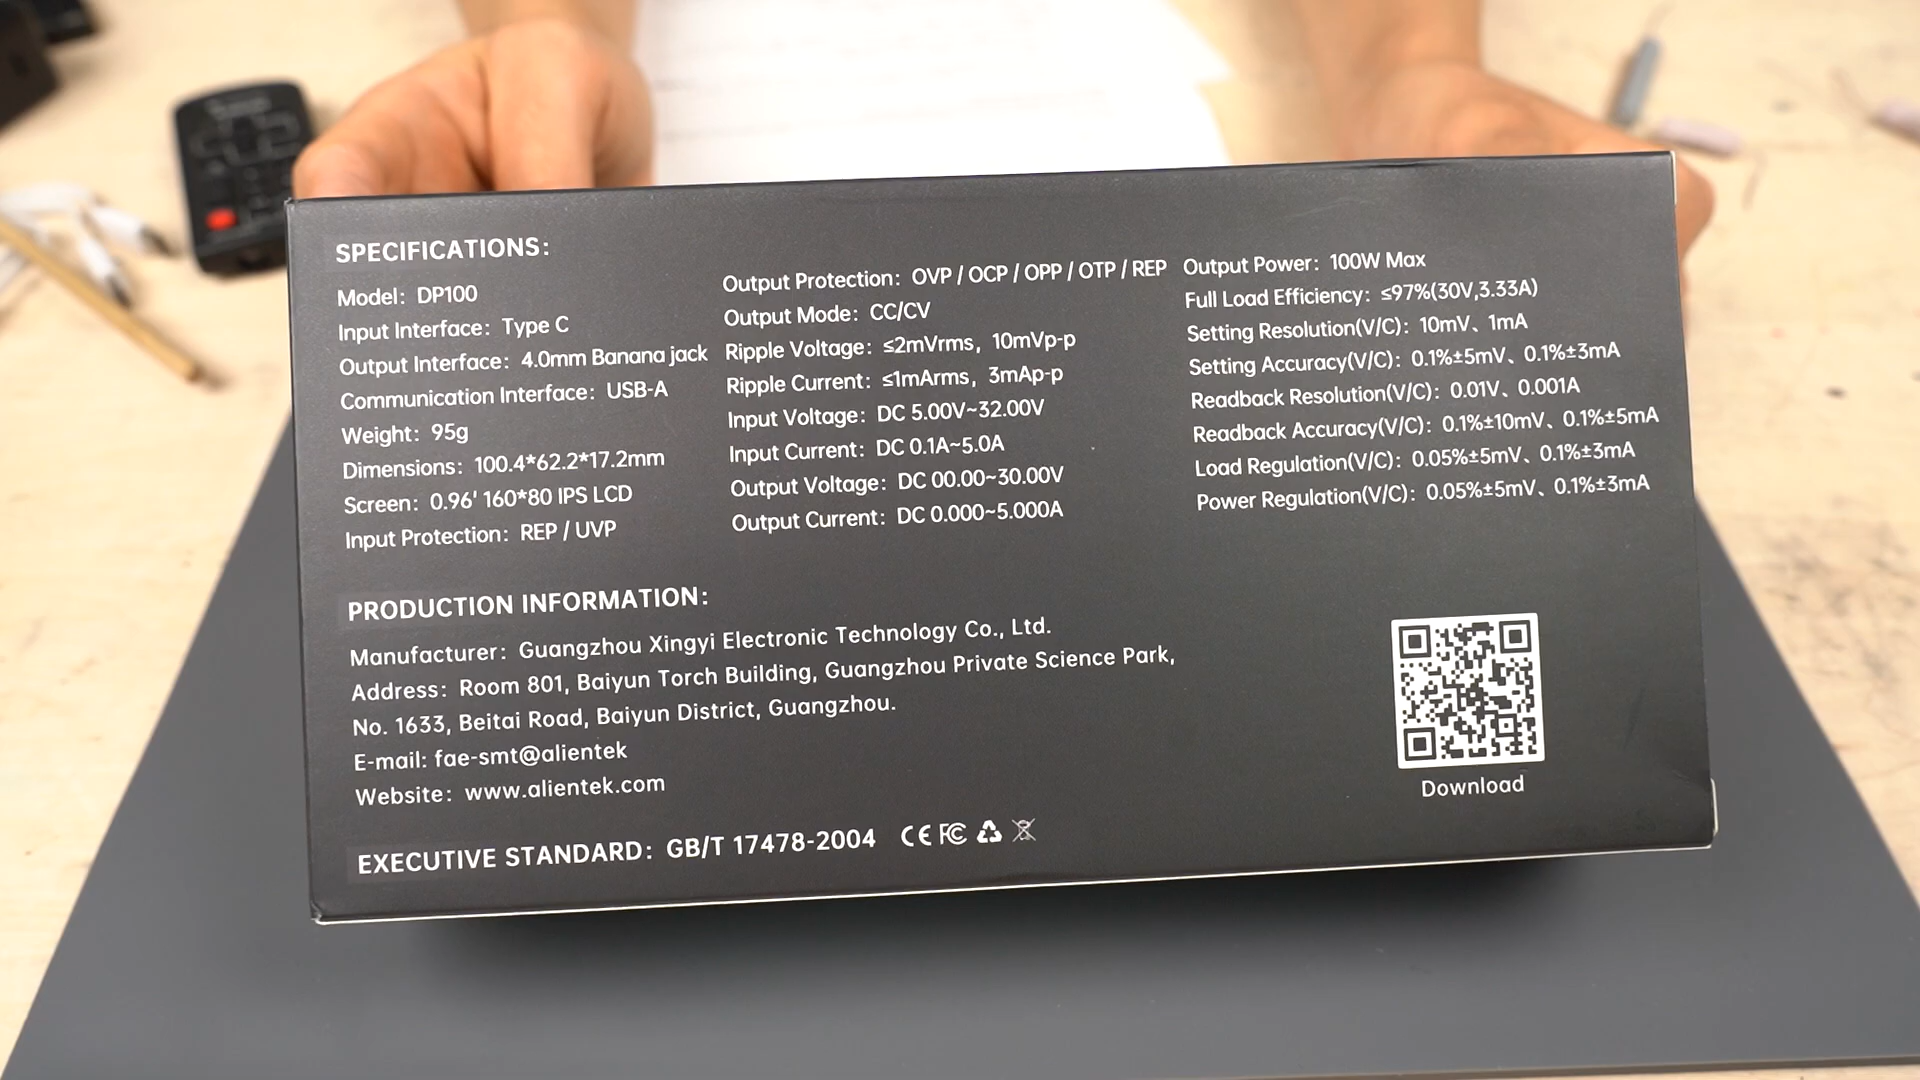 SPECIFICATIONS:
Model: DP100
Input Interface: Type C
Output Interface: 4.0mm Banana jack
Communication Interface: USB-A
Weight: 95g
Dimensions: 100.4*62.2*17.2mm
Screen: 0.96' 160*80 IPS LCD
Input Protection: REP / UVP
Output Protection: OVP / OCP / OPP / OTP / REP
Output Mode: CC/CV
Ripple Voltage: ≤2mVrms, 10mVp-p
Ripple Current: ≤1mArms, 3mAp-p
Input Voltage: DC 5.00V~32.00V
Input Current: DC 0.1A~5.0A
Output Voltage: DC 00.00~30.00V
Output Current: DC 0.000~5.000A
Output Power: 100W Max
Full Load Efficiency: ≤97%(30V,3.33A)
Setting Resolution(V/C): 10mV、1mA
Setting Accuracy(V/C): 0.1%±5mV、0.1%±3mA
Readback Resolution(V/C): 0.01V、0.001A
Readback Accuracy(V/C): 0.1%±10mV、0.1%±5mA
Load Regulation(V/C): 0.05%±5mV、0.1%±3mA
Power Regulation(V/C): 0.05%±5mV、0.1%±3mA
PRODUCTION INFORMATION:
Manufacturer: Guangzhou Xingyi Electronic Technology Co., Ltd.
Address: Room 801, Baiyun Torch Building, Guangzhou Private Science Park,
No. 1633, Beitai Road, Baiyun District, Guangzhou.
E-mail: fae-smt@alientek
Website: www.alientek.com
EXECUTIVE STANDARD: GB/T 17478-2004 CE FC
Download